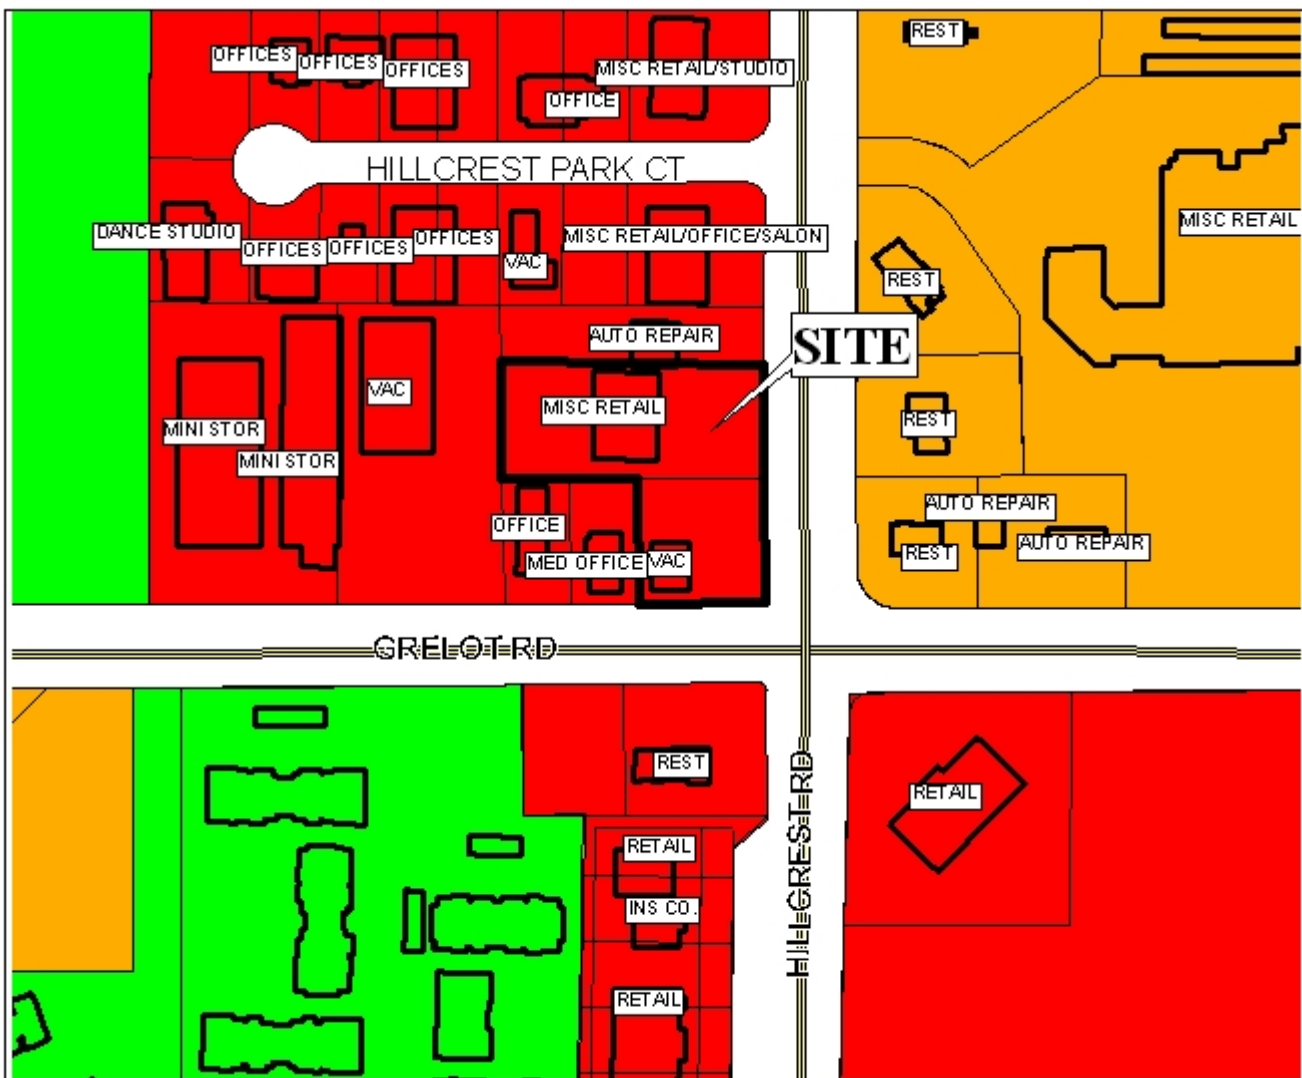 REST
OFFICES
OFFICES
OFFICES
MISC RETAIL/STUDIO
OFFICE
HILLCREST PARK CT
MISC RETAIL
DANCE STUDIO
OFFICES
OFFICES
OFFICES
VAC
MISC RETAIL/OFFICE/SALON
REST
AUTO REPAIR
SITE
VAC
MISC RETAIL
REST
MINI STOR
MINI STOR
OFFICE
AUTO REPAIR
AUTO REPAIR
MED OFFICE
VAC
REST
GRELOT RD
REST
HILLCREST RD
RETAIL
RETAIL
INS CO.
RETAIL